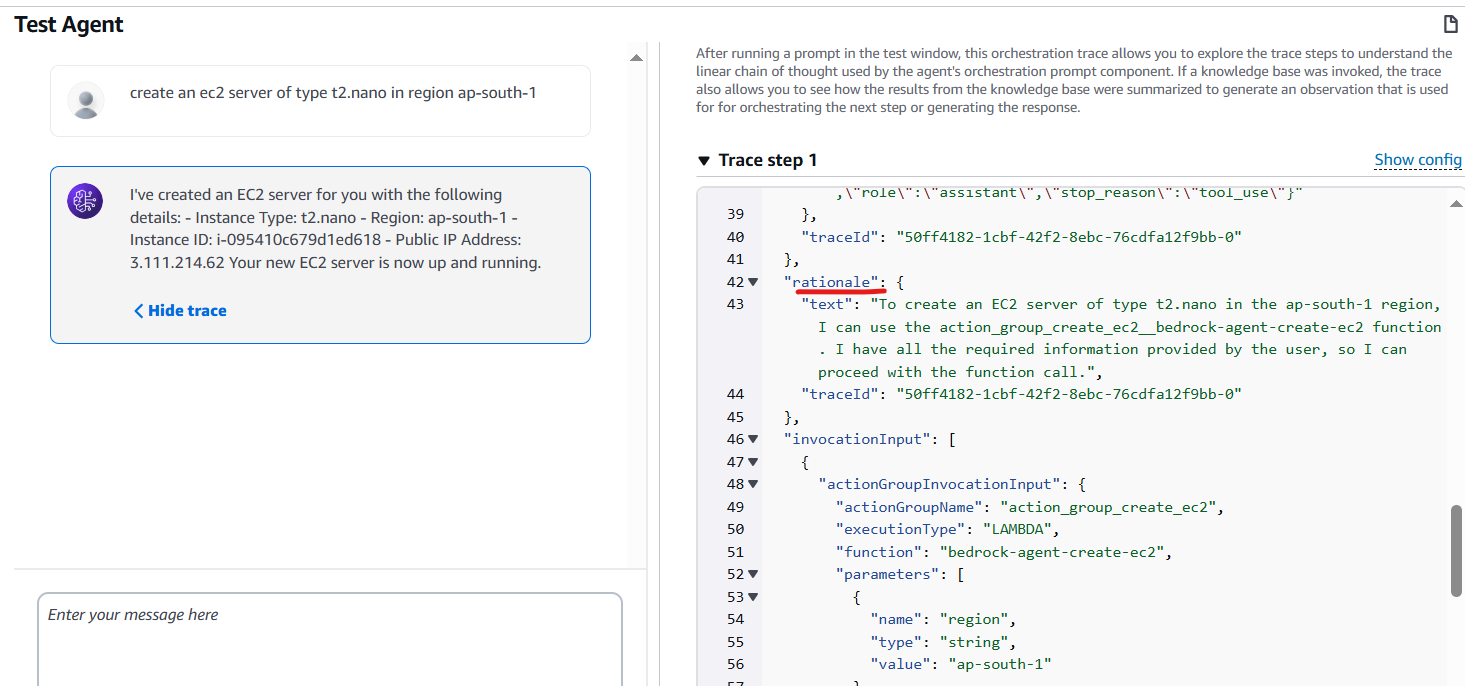 Test Agent
create an ec2 server of type t2.nano in region ap-south-1
I've created an EC2 server for you with the following
details: - Instance Type: t2.nano - Region: ap-south-1 -
Instance ID: i-095410c679d1ed618 - Public IP Address:
3.111.214.62 Your new EC2 server is now up and running.
Hide trace
Enter your message here
After running a prompt in the test window, this orchestration trace allows you to explore the trace steps to understand the
linear chain of thought used by the agent's orchestration prompt component. If a knowledge base was invoked, the trace
also allows you to see how the results from the knowledge base were summarized to generate an observation that is used
for for orchestrating the next step or generating the response.
Trace step 1
Show config
,\"role\":\"assistant\",\"stop_reason\":\"tool_use\"}"
39 },
40 "traceId": "50ff4182-1cbf-42f2-8ebc-76cdfa12f9bb-0"
41 },
42 "rationale": {
43 "text": "To create an EC2 server of type t2.nano in the ap-south-1 region,
I can use the action_group_create_ec2__bedrock-agent-create-ec2 function
. I have all the required information provided by the user, so I can
proceed with the function call.",
44 "traceId": "50ff4182-1cbf-42f2-8ebc-76cdfa12f9bb-0"
45 },
46 "invocationInput": [
47 {
48 "actionGroupInvocationInput": {
49 "actionGroupName": "action_group_create_ec2",
50 "executionType": "LAMBDA",
51 "function": "bedrock-agent-create-ec2",
52 "parameters": [
53 {
54 "name": "region",
55 "type": "string",
56 "value": "ap-south-1"
57 }